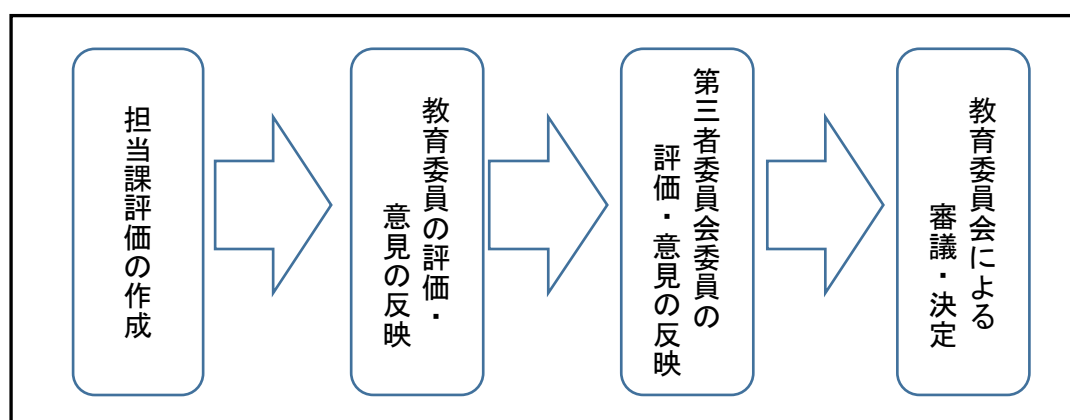 担当課評価の作成
教育委員の評価・
意見の反映
第三者委員会委員の
評価・意見の反映
教育委員会による
審議・決定